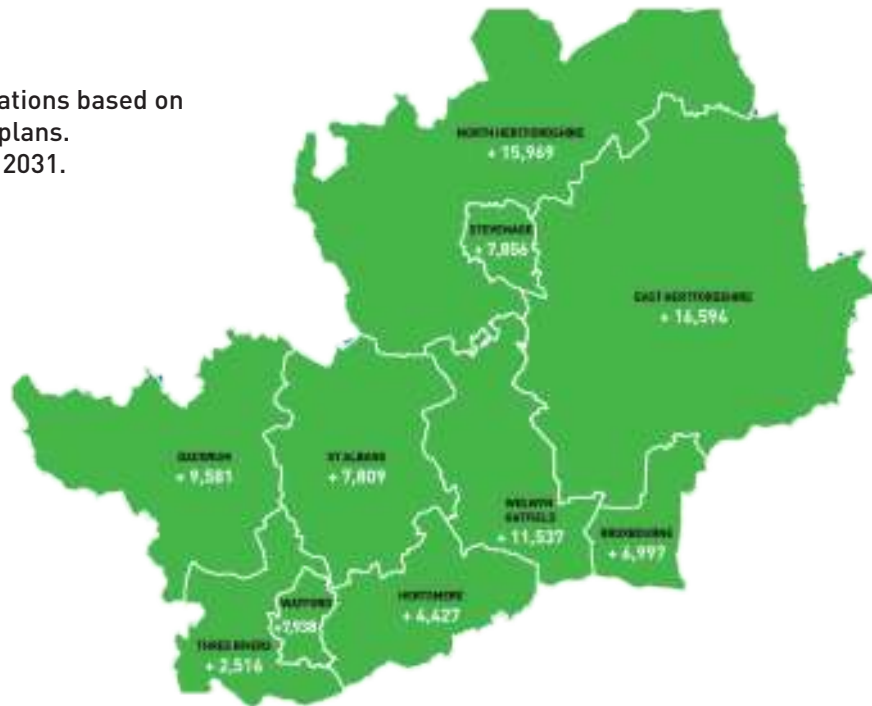 ations based on
plans.
2031.
NORTH HERTFORDSHIRE
+ 15,969
STEVENAGE
+ 7,856
EAST HERTFORDSHIRE
+ 16,594
DACORUM
+ 9,581
ST ALBANS
+ 7,809
WELWYN
HATFIELD
+ 11,537
BROXBOURNE
+ 6,997
WATFORD
+7,938
HERTSMERE
+ 4,427
THREE RIVERS
+ 2,516